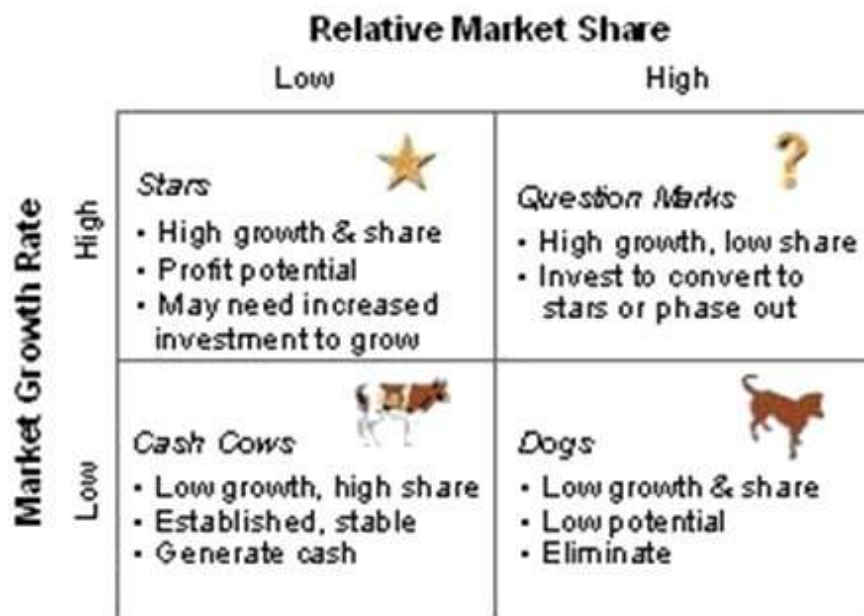 Relative Market Share
Low High
Market Growth Rate
High
Stars
• High growth & share
• Profit potential
• May need increased
investment to grow
?
Question Marks
• High growth, low share
• Invest to convert to
stars or phase out
Low
Cash Cows
• Low growth, high share
• Established, stable
• Generate cash
Dogs
• Low growth & share
• Low potential
• Eliminate